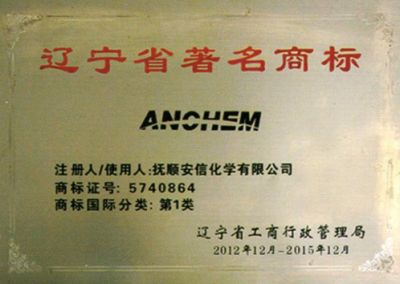 辽宁省著名商标
ANCHEM
注册人/使用人:抚顺安信化学有限公司
商标证号: 5740864
商标国际分类: 第1类
辽宁省工商行政管理局
2012年12月-2015年12月